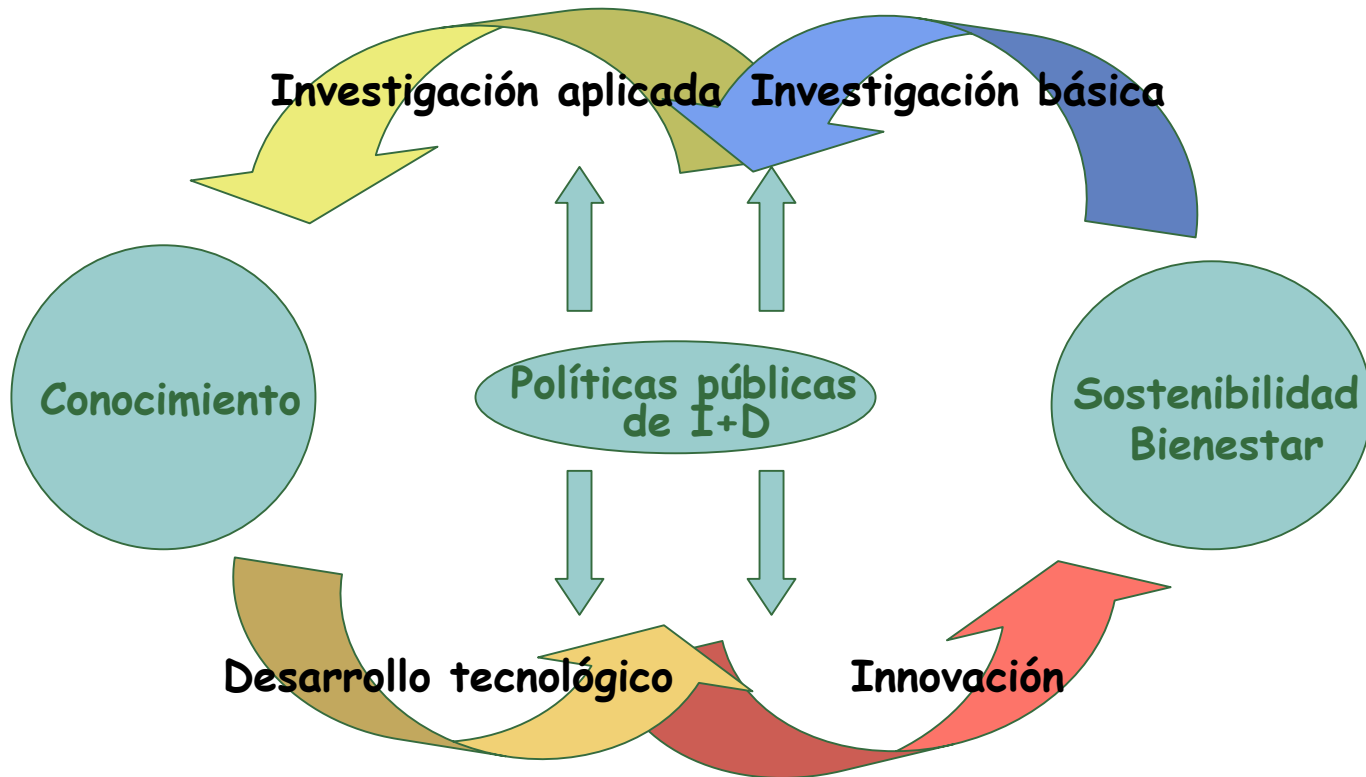 Investigación aplicada
Investigación básica
Conocimiento
Políticas públicas
de I+D
Sostenibilidad
Bienestar
Desarrollo tecnológico
Innovación